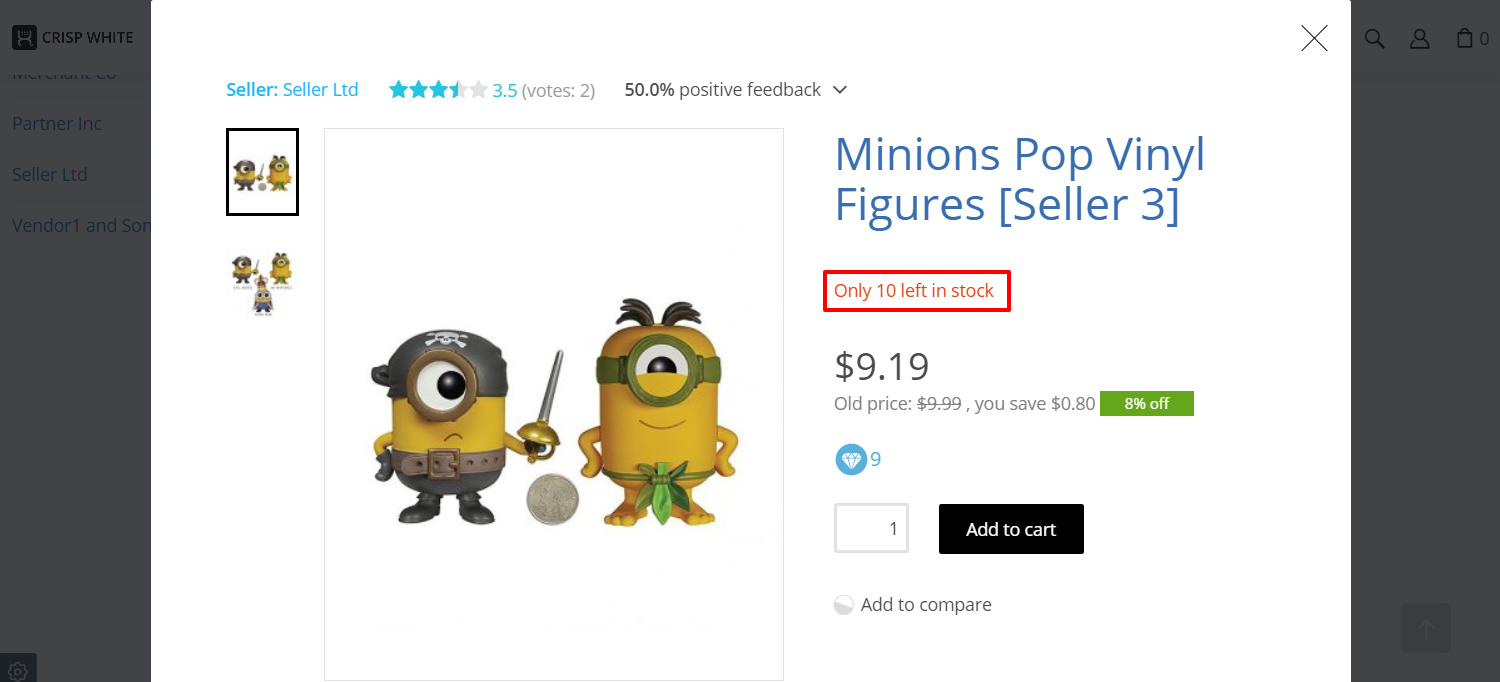 CRISP WHITE
0
Merchant Co
Partner Inc
Seller Ltd
Vendor1 and Son
Seller: Seller Ltd
3.5 (votes: 2)
50.0% positive feedback
Minions Pop Vinyl
Figures [Seller 3]
Only 10 left in stock
$9.19
Old price: $9.99 , you save $0.80
8% off
9
1
Add to cart
Add to compare